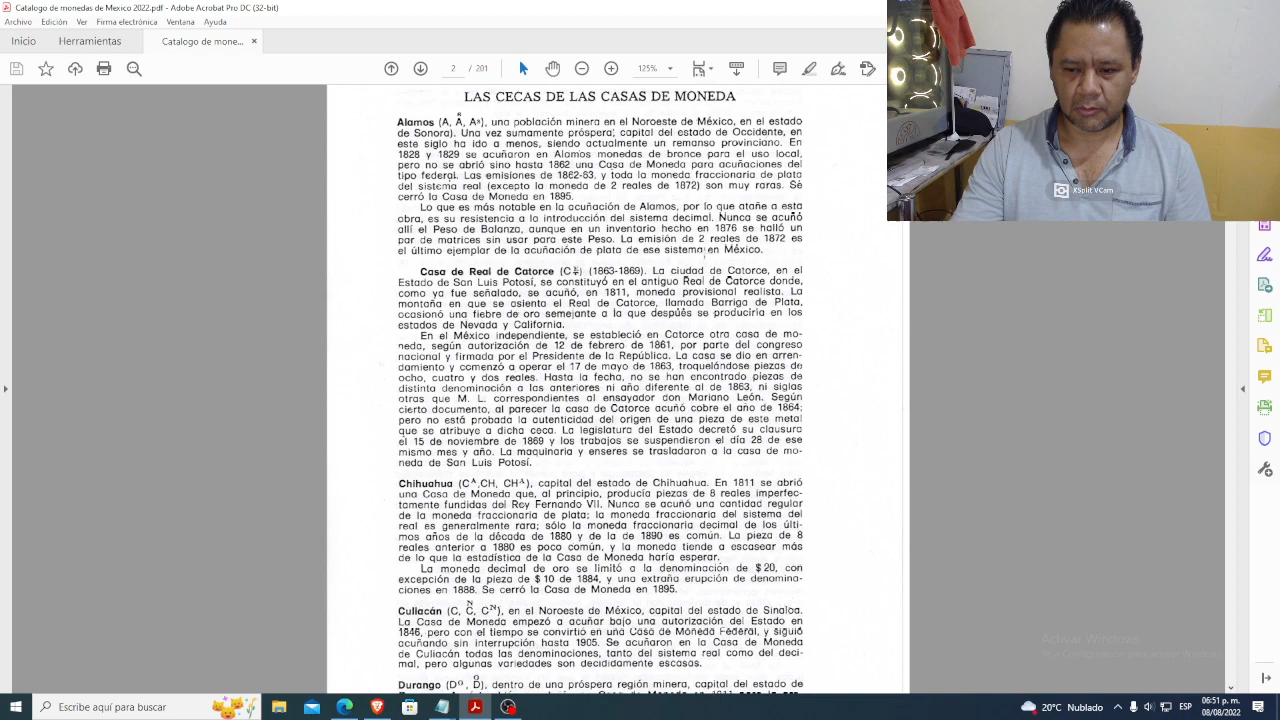 Catalogo de monedas de Mexico 2022.pdf - Adobe Acrobat Pro DC (32-bit)
Archivo Edición Ver Firma electrónica Ventana Ayuda
Inicio Herramientas Catalogo de mone... ×
2 / 201 125%
LAS CECAS DE LAS CASAS DE MONEDA
Alamos (A, Å, Aˢ), una población minera en el Noroeste de México, en el estado
de Sonora). Una vez sumamente próspera; capital del estado de Occidente, en
este siglo ha ido a menos, siendo actualmente un remanso provinciano. En
1828 y 1829 se acuñaron en Alamos monedas de bronce para el uso local,
pero no se abrió sino hasta 1862 una Casa de Moneda para acuñaciones del
tipo federal. Las emisiones de 1862-63, y toda la moneda fraccionaria de plata
del sistema real (excepto la moneda de 2 reales de 1872) son muy raras. Se
cerró la Casa de Moneda en 1895.
Lo que es más notable en la acuñación de Alamos, por lo que atañe a esta
obra, es su resistencia a la introducción del sistema decimal. Nunca se acuñó
allí el Peso de Balanza, aunque en un inventario hecho en 1876 se halló un
par de matrices sin usar para este Peso. La emisión de 2 reales de 1872 es
el último ejemplar de la acuñación de plata de ese sistema en México.
Casa de Real de Catorce (C ) (1863-1869). La ciudad de Catorce, en el
Estado de San Luis Potosí, se constituyó en el antiguo Real de Catorce donde,
como ya fue señalado, se acuñó, en 1811, moneda provisional realista. La
montaña en que se asienta el Real de Catorce, llamada Barriga de Plata,
ocasionó una fiebre de oro semejante a la que después se produciría en los
estados de Nevada y California.
En el México independiente, se estableció en Catorce otra casa de mo-
neda, según autorización de 12 de febrero de 1861, por parte del congreso
nacional y firmada por el Presidente de la República. La casa se dio en arren-
damiento y comenzó a operar el 17 de mayo de 1863, troquelándose piezas de
ocho, cuatro y dos reales. Hasta la fecha, no se han encontrado piezas de
distinta denominación a las anteriores ni año diferente al de 1863, ni siglas
otras que M. L. correspondientes al ensayador don Mariano León. Según
cierto documento, al parecer la casa de Catorce acuñó cobre el año de 1864;
pero no está probada la autenticidad del origen de una pieza de este metal
que se atribuye a dicha ceca. La legislatura del Estado decretó su clausura
el 15 de noviembre de 1869 y los trabajos se suspendieron el día 28 de ese
mismo mes y año. La maquinaria y enseres se trasladaron a la casa de mo-
neda de San Luis Potosí.
Chihuahua (Cᴬ,CH, CHᴬ), capital del estado de Chihuahua. En 1811 se abrió
una Casa de Moneda que, al principio, producía piezas de 8 reales imperfec-
tamente fundidas del Rey Fernando VII. Nunca se acuñó una cantidad regular
de la moneda fraccionaria de plata; la moneda fraccionaria del sistema del
real es generalmente rara; sólo la moneda fraccionaria decimal de los últi-
mos años de la década de 1880 y de la de 1890 es común. La pieza de 8
reales anterior a 1880 es poco común, y la moneda tiende a escasear más
de lo que la estadística de la Casa de Moneda haría esperar.
La moneda decimal de oro se limitó a la denominación de $ 20, con
excepción de la pieza de $ 10 de 1884, y una extraña erupción de denomina-
ciones en 1888. Se cerró la Casa de Moneda en 1895.
Culiacán (C, C, Cᴺ), en el Noroeste de México, capital del estado de Sinaloa.
La Casa de Moneda empezó a acuñar bajo una autorización del Estado en
1846, pero con el tiempo se convirtió en una Casa de Moneda Federal, y siguió
acuñando sin interrupción hasta 1905. Se acuñaron en la Casa de Moneda
de Culiacán todas las denominaciones, tanto del sistema real como del deci-
mal, pero algunas variedades son decididamente escasas.
Durango (Dᴼ, D), dentro de una próspera región minera, capital del estado de
XSplit VCam
Activar Windows
Escribe aquí para buscar
20°C Nublado ESP 06:51 p. m.
08/08/2022